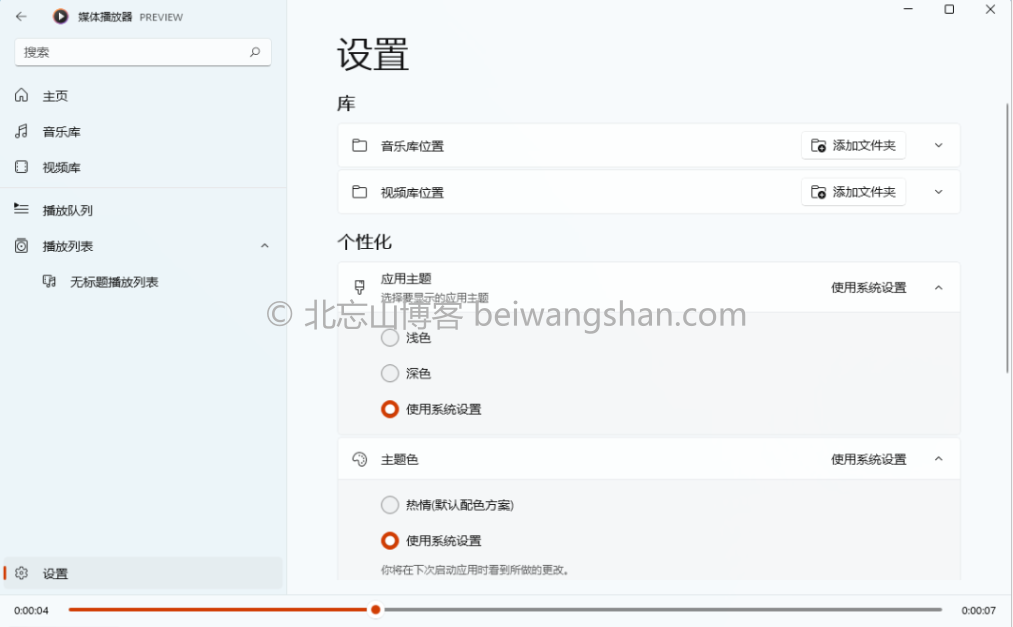 媒体播放器 PREVIEW
搜索
主页
音乐库
视频库
播放队列
播放列表
无标题播放列表
设置
设置
库
音乐库位置 添加文件夹
视频库位置 添加文件夹
个性化
应用主题
选择要显示的应用主题
使用系统设置
© 北忘山博客 beiwangshan.com
浅色
深色
使用系统设置
主题色 使用系统设置
热情(默认配色方案)
使用系统设置
你将在下次启动应用时看到所做的更改。
0:00:04 0:00:07